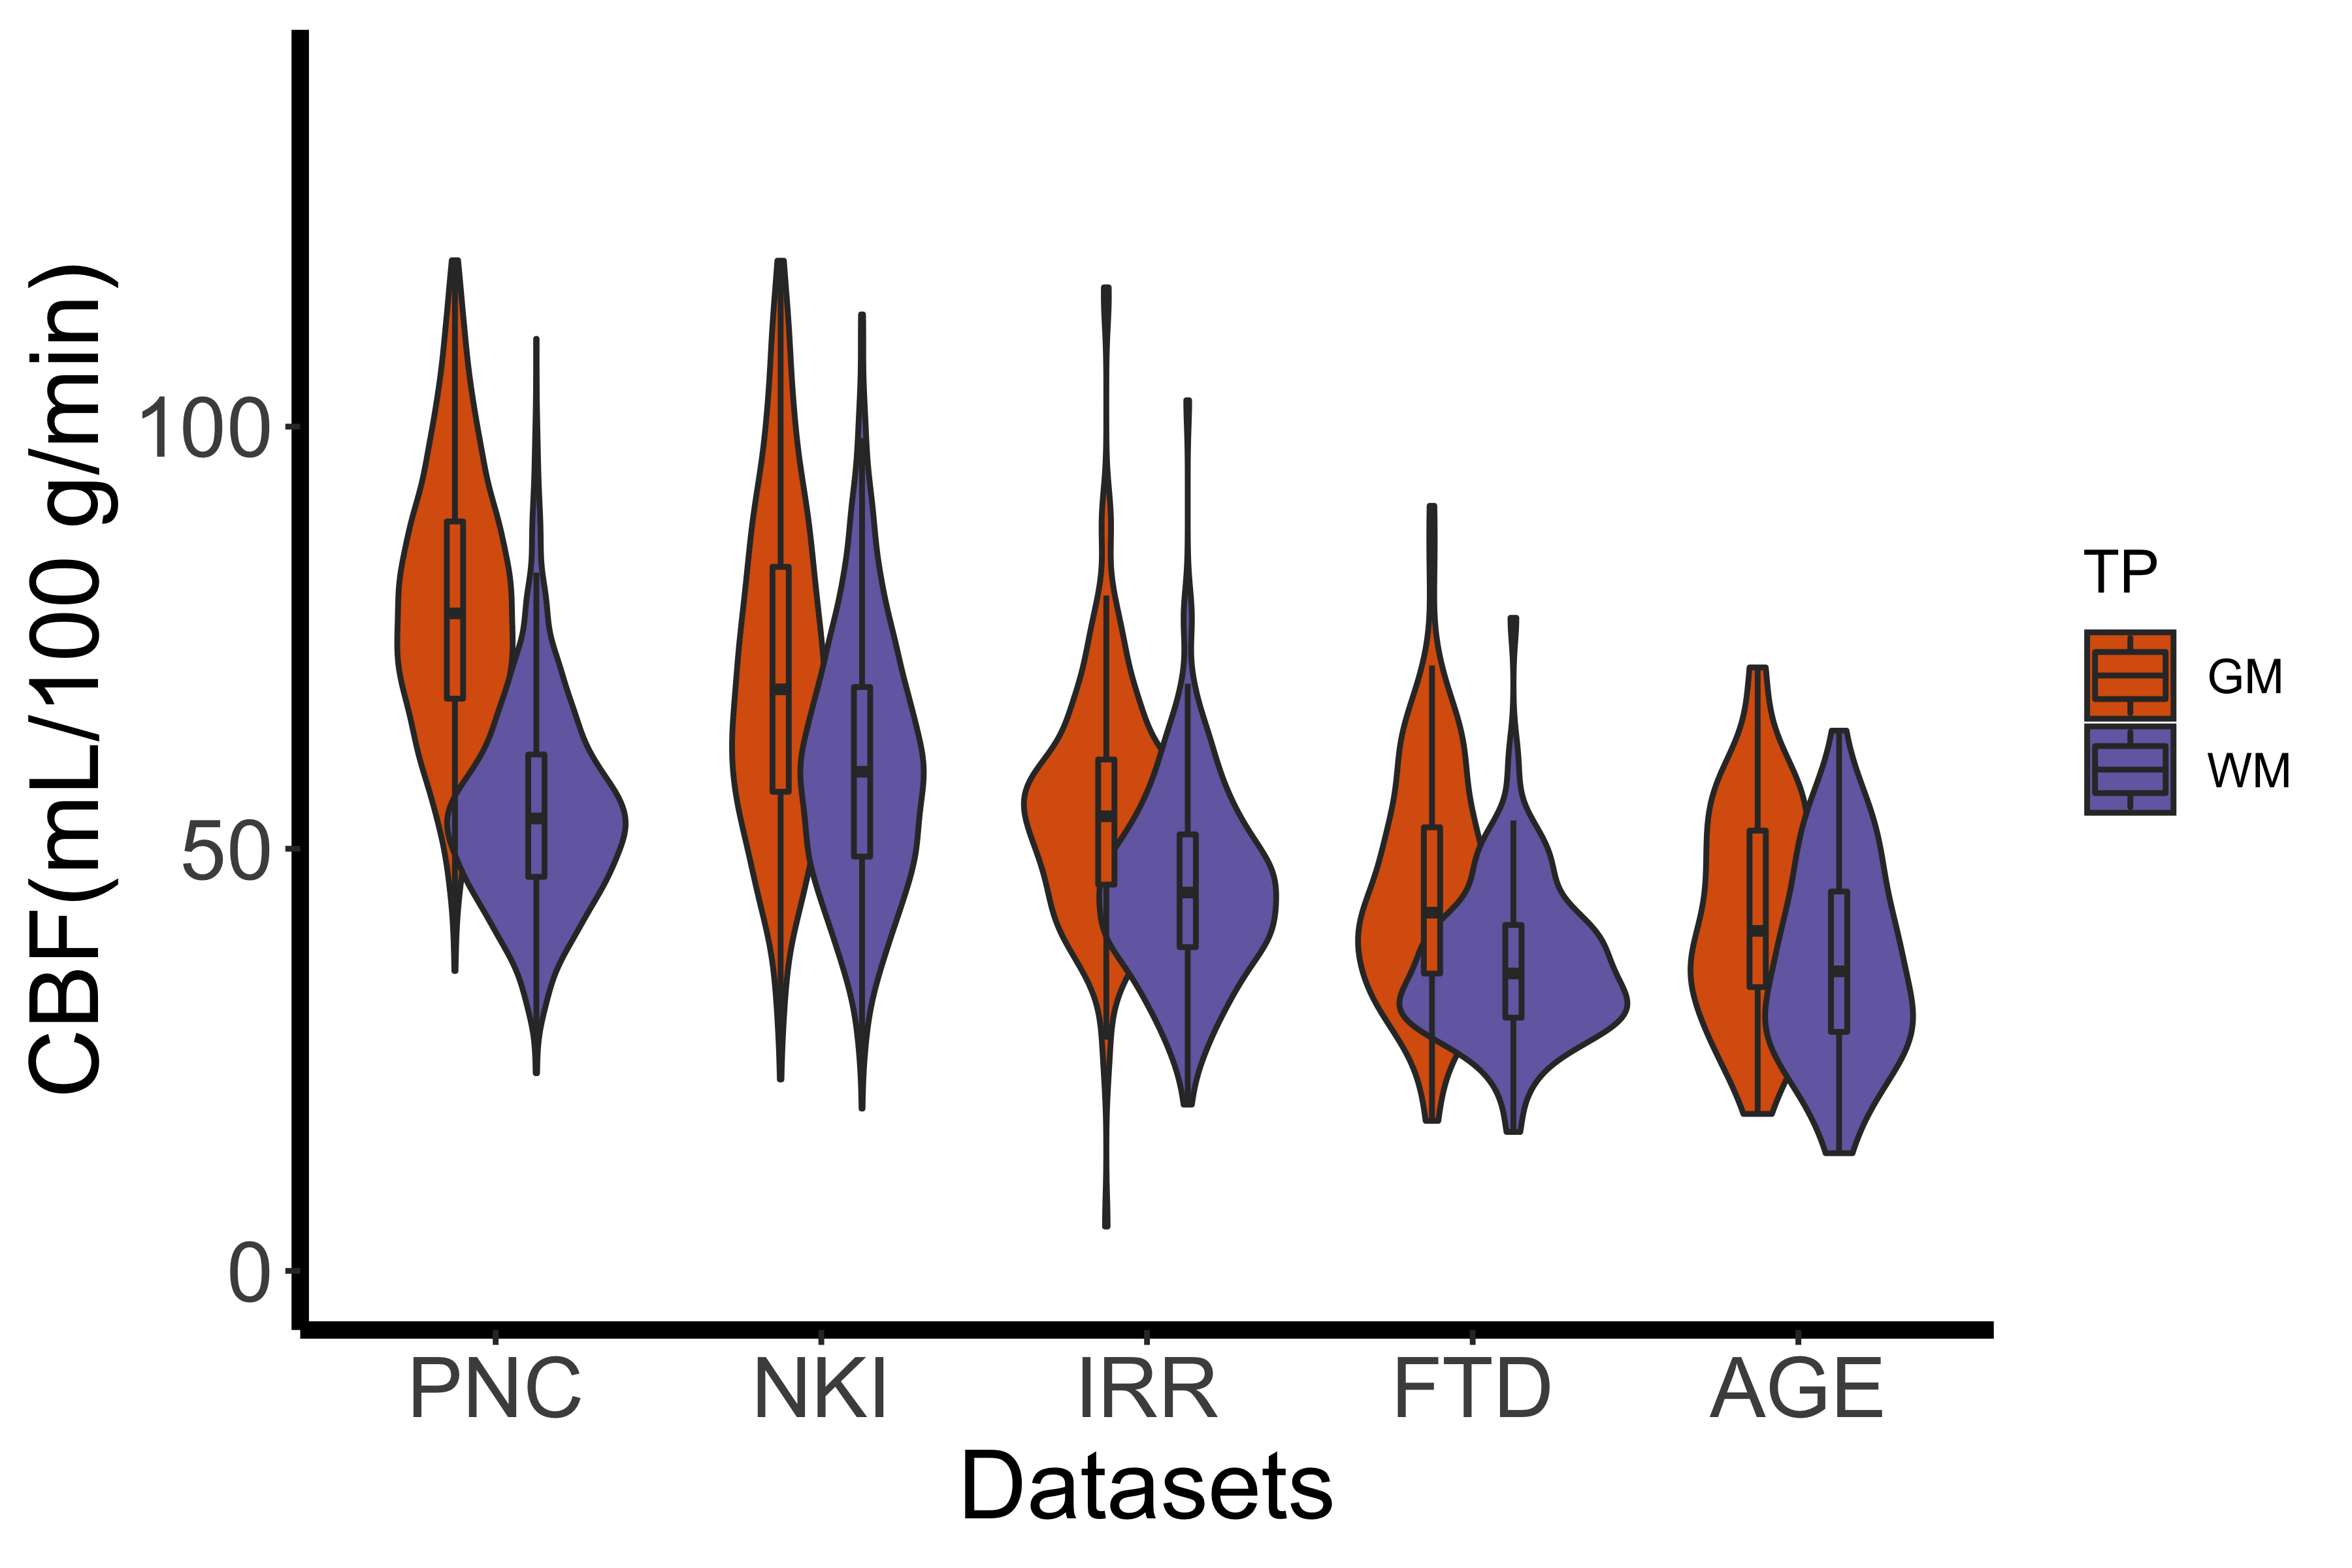 CBF(mL/100 g/min)
100
50
0
PNC
NKI
IRR
FTD
AGE
Datasets
TP
GM
WM